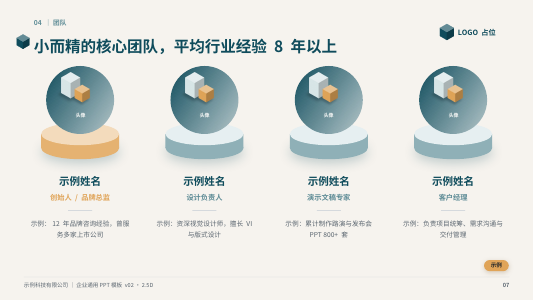 04 | 团队
LOGO 占位
小而精的核心团队，平均行业经验 8 年以上
头像
头像
头像
头像
示例姓名
示例姓名
示例姓名
示例姓名
创始人 / 品牌总监
设计负责人
演示文稿专家
客户经理
示例： 12 年品牌咨询经验，曾服
务多家上市公司
示例：资深视觉设计师，擅长 VI
与版式设计
示例：累计制作路演与发布会
PPT 800+ 套
示例：负责项目统筹、需求沟通与
交付管理
示例
示例科技有限公司 | 企业通用 PPT 模板 v02 · 2.5D
07